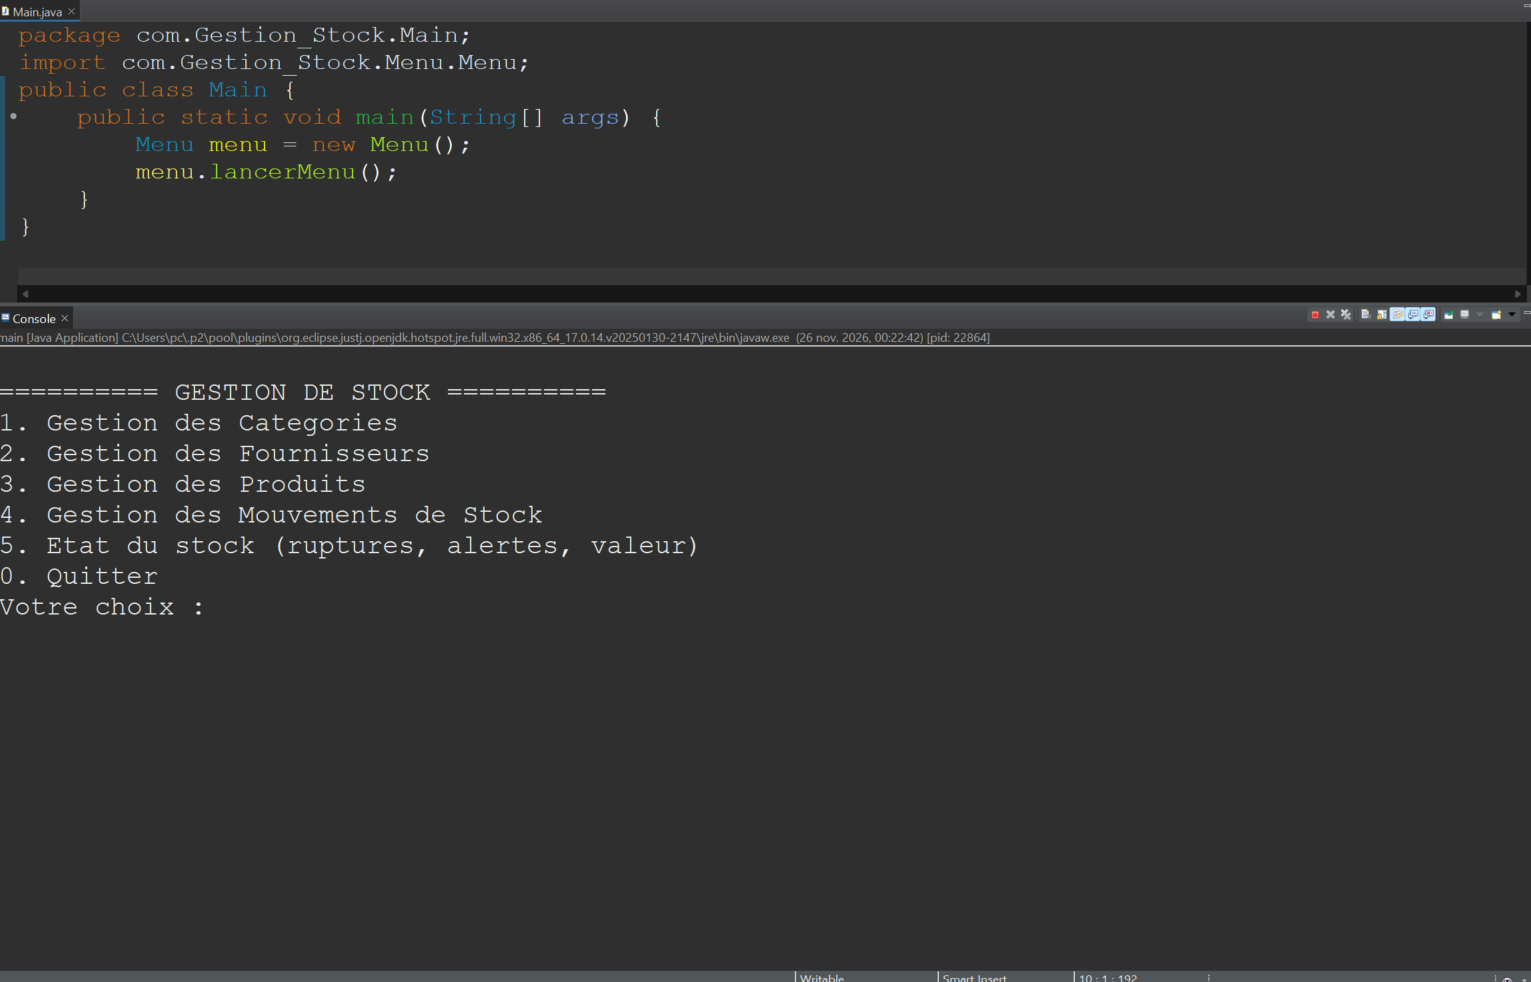 Main.java
package com.Gestion_Stock.Main;
import com.Gestion_Stock.Menu.Menu;
public class Main {
public static void main(String[] args) {
Menu menu = new Menu();
menu.lancerMenu();
}
}
Console
main [Java Application] C:\Users\pc\.p2\pool\plugins\org.eclipse.justj.openjdk.hotspot.jre.full.win32.x86_64_17.0.14.v20250130-2147\jre\bin\javaw.exe (26 nov. 2026, 00:22:42) [pid: 22864]
========== GESTION DE STOCK ==========
1. Gestion des Categories
2. Gestion des Fournisseurs
3. Gestion des Produits
4. Gestion des Mouvements de Stock
5. Etat du stock (ruptures, alertes, valeur)
0. Quitter
Votre choix :
Writable
Smart Insert
10 : 1 : 192